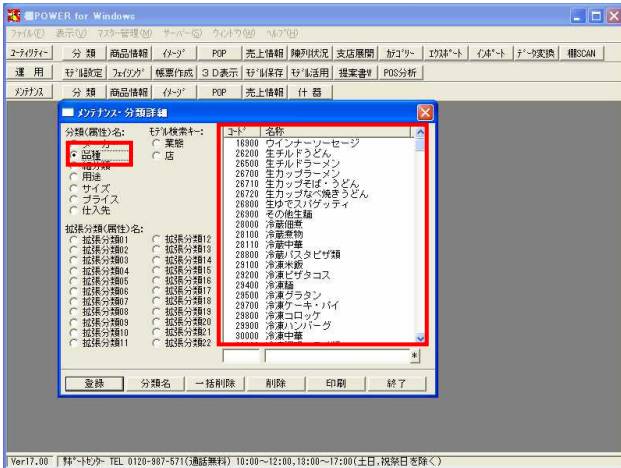 棚POWER for Windows
ファイル(F) 表示(V) マスター管理(M) サーバー(S) ウィンドウ(W) ヘルプ(H)
ユーティリティー 分 類 商品情報 イメージ POP 売上情報 陳列状況 支店展開 カテゴリー エクスポート インポート データ変換 棚SCAN
運 用 モデル設定 フェイシング 帳票作成 3D表示 モデル保存 モデル活用 提案書W POS分析
メンテナンス 分 類 商品情報 イメージ POP 売上情報 什 器
メンテナンス・分類詳細
分類(属性)名: モデル検索キー:
メーカ 業態
品種 店
細分類
用途
サイズ
プライス
仕入先
拡張分類(属性)名:
拡張分類01 拡張分類12
拡張分類02 拡張分類13
拡張分類03 拡張分類14
拡張分類04 拡張分類15
拡張分類05 拡張分類16
拡張分類06 拡張分類17
拡張分類07 拡張分類18
拡張分類08 拡張分類19
拡張分類09 拡張分類20
拡張分類10 拡張分類21
拡張分類11 拡張分類22
コード 名称
16900 ウインナーソーセージ
26200 生チルドうどん
26500 生チルドラーメン
26700 生カップラーメン
26710 生カップそば・うどん
26720 生カップなべ焼きうどん
26800 生ゆでスパゲッティ
26900 その他生麺
28000 冷蔵佃煮
28100 冷蔵煮物
28110 冷蔵中華
28800 冷蔵パスタピザ類
29100 冷凍米飯
29200 冷凍ピザタコス
29400 冷凍麺
29500 冷凍グラタン
29700 冷凍ケーキ・パイ
29800 冷凍コロッケ
29900 冷凍ハンバーグ
30000 冷凍中華
*
登録 分類名 一括削除 削除 印刷 終了
Ver17.00 サポートセンター TEL 0120-987-571(通話無料) 10:00～12:00,13:00～17:00(土日,祝祭日を除く)